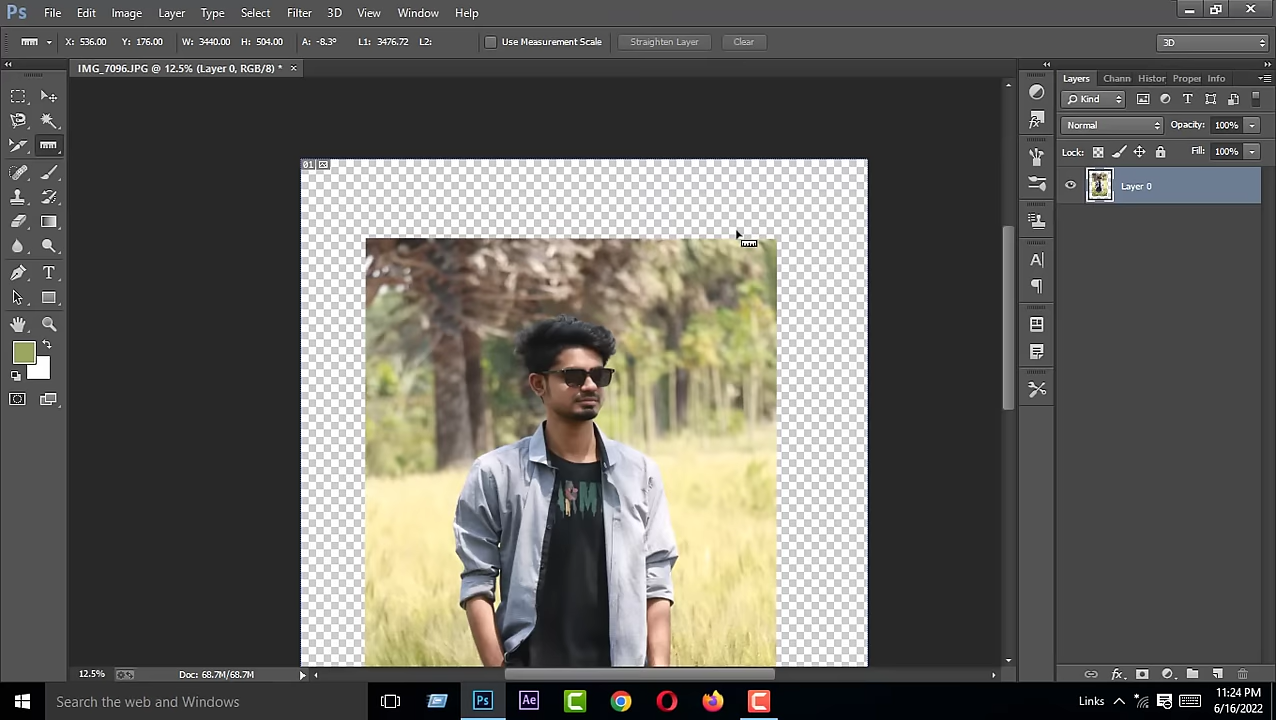 Ps File Edit Image Layer Type Select Filter 3D View Window Help
X: 536.00 Y: 176.00 W: 3440.00 H: 504.00 A: -8.3° L1: 3476.72 L2: Use Measurement Scale Straighten Layer Clear 3D
IMG_7096.JPG @ 12.5% (Layer 0, RGB/8) *
Layers Chann Histor Proper Info
Kind
Normal Opacity: 100%
Lock: Fill: 100%
01
Layer 0
12.5% Doc: 68.7M/68.7M
Search the web and Windows
Ps Ae
Links
11:24 PM
6/16/2022